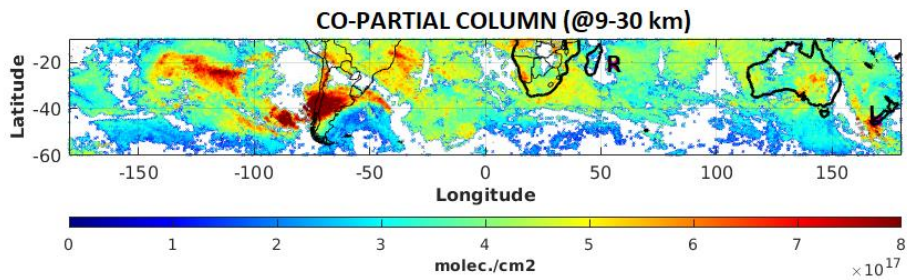 CO-PARTIAL COLUMN (@9-30 km)
-20
-40
-60
Latitude
R
-150 -100 -50 0 50 100 150
Longitude
0 1 2 3 4 5 6 7 8
molec./cm2
×10^17